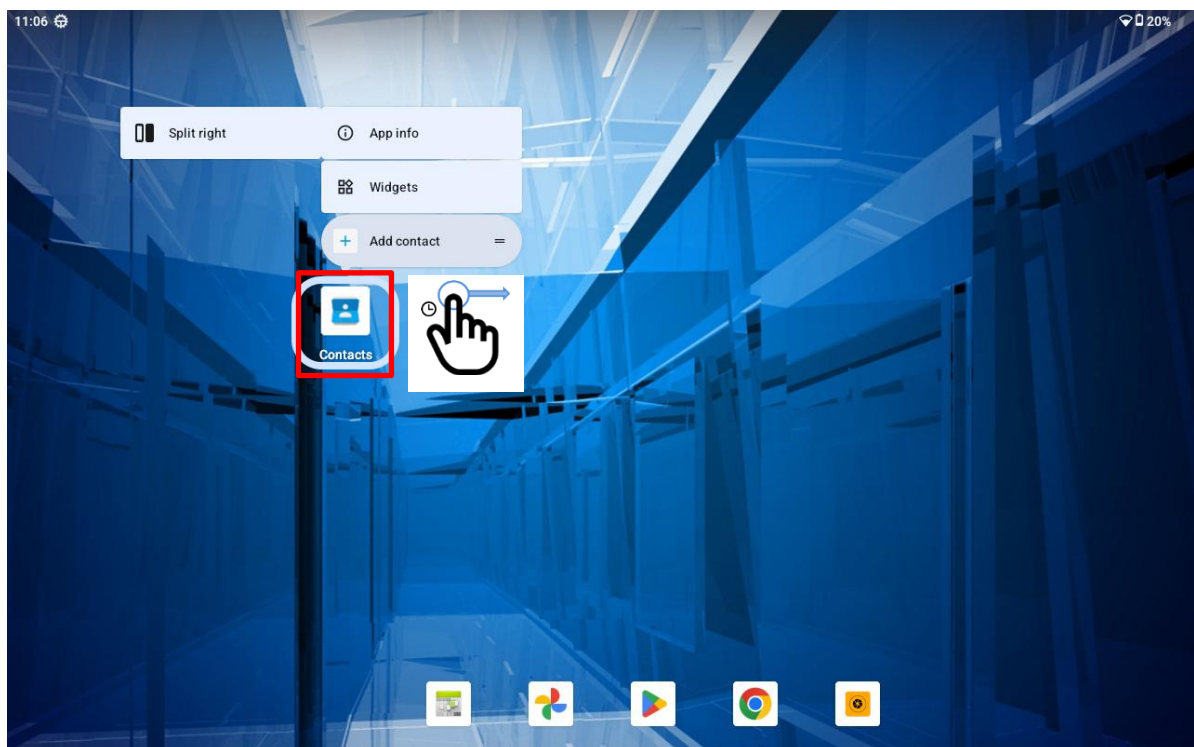 11:06
20%
Split right
App info
Widgets
Add contact
Contacts